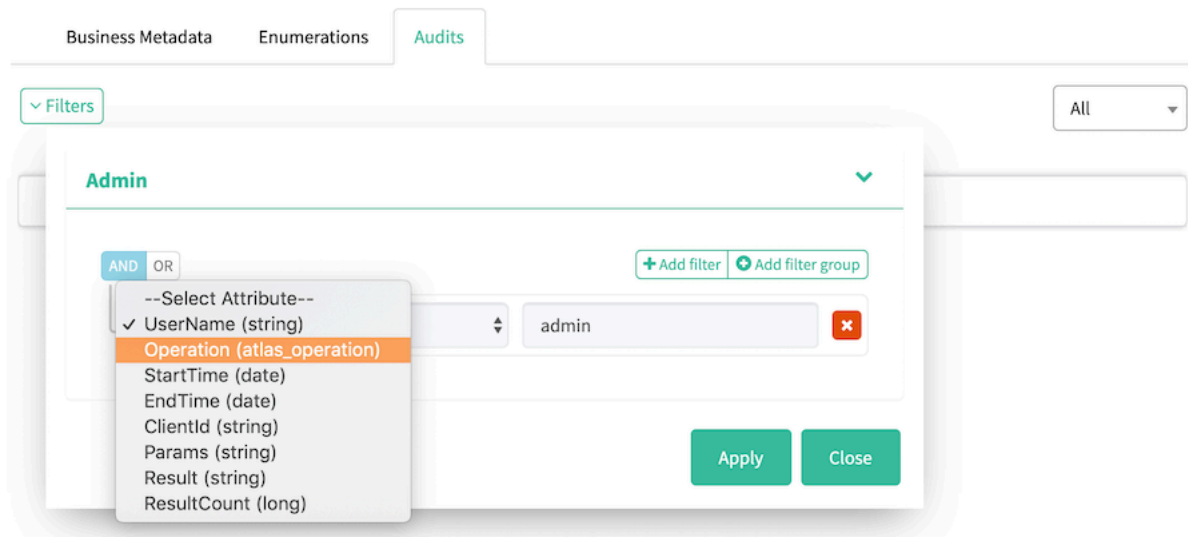 Business Metadata Enumerations Audits
Filters All
Admin
AND OR Add filter Add filter group
--Select Attribute--
✓ UserName (string) admin
Operation (atlas_operation)
StartTime (date)
EndTime (date)
ClientId (string)
Params (string)
Result (string)
ResultCount (long)
Apply Close